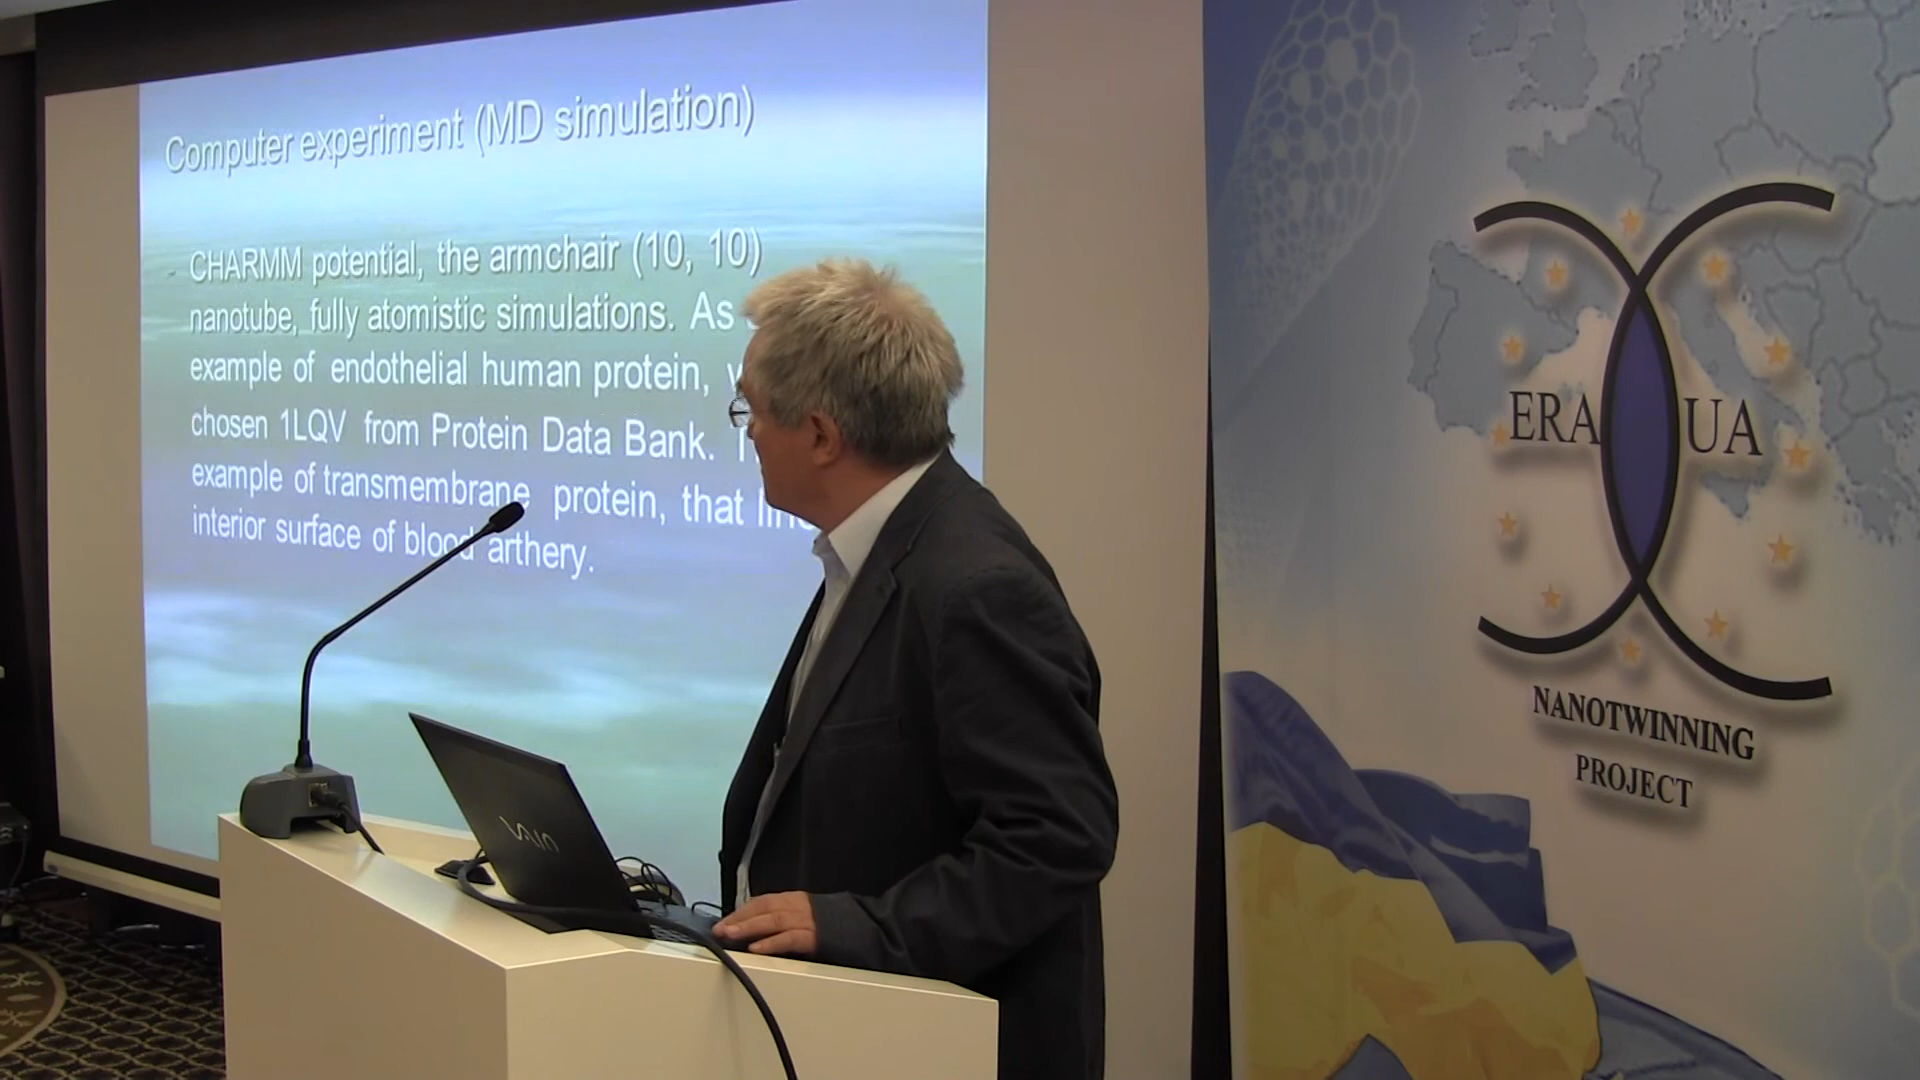 Computer experiment (MD simulation)
- CHARMM potential, the armchair (10, 10)
nanotube, fully atomistic simulations. As
example of endothelial human protein,
chosen 1LQV from Protein Data Bank.
example of transmembrane protein, that
interior surface of blood arthery.
VAIO
ERA UA
NANOTWINNING
PROJECT